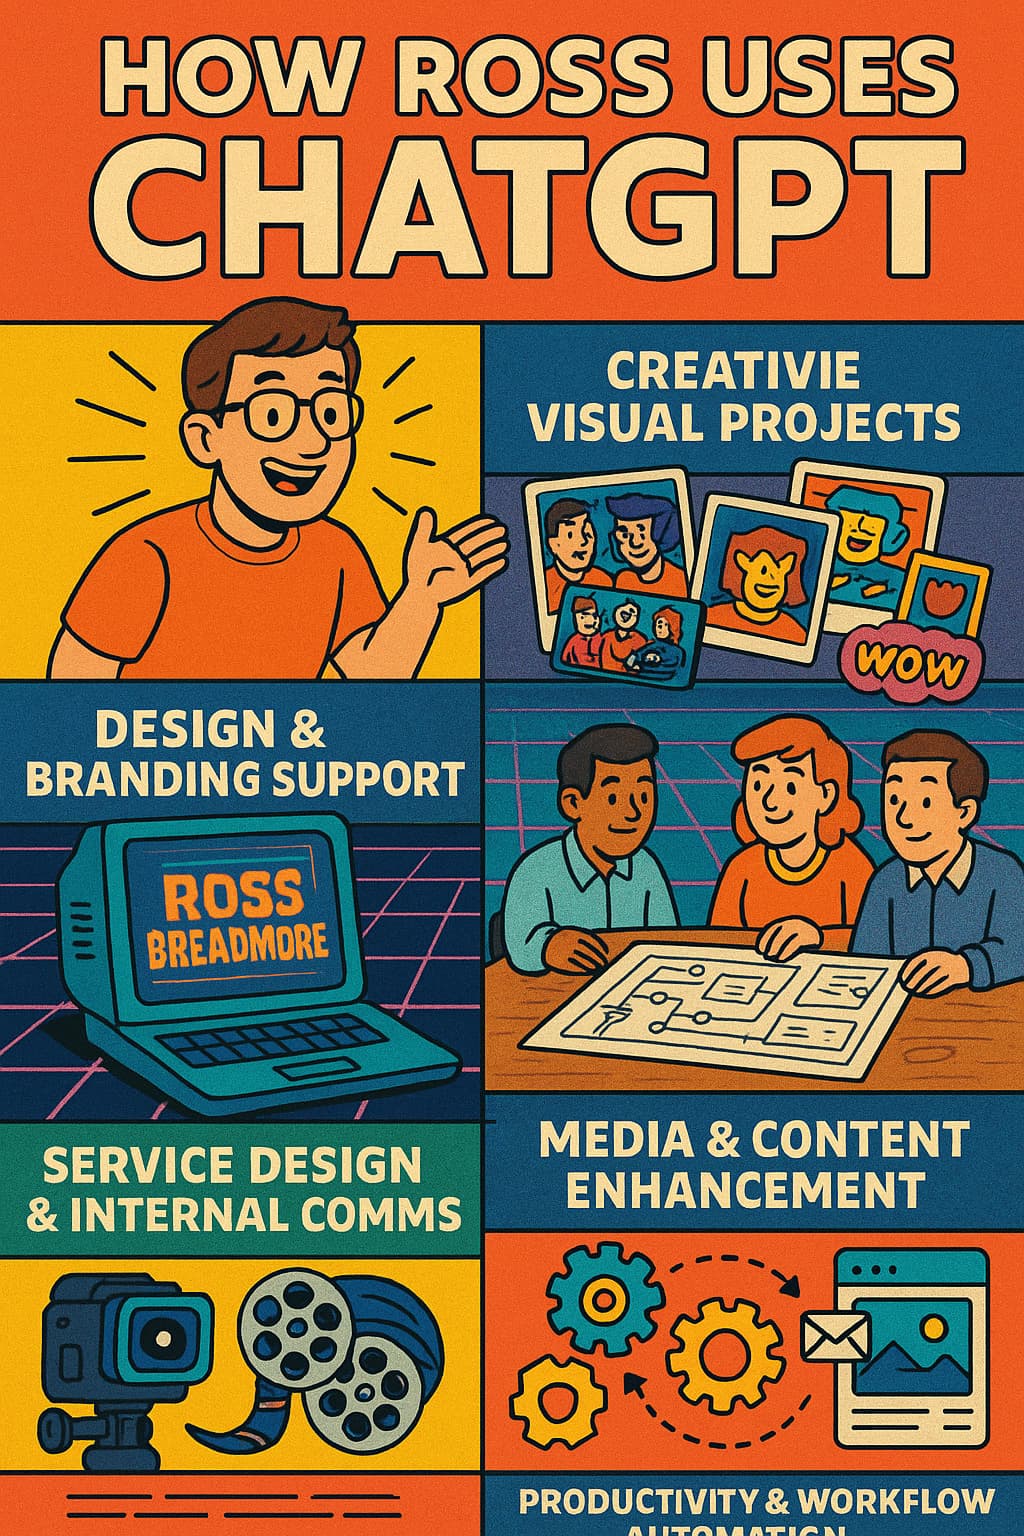 HOW ROSS USES
CHATGPT
CREATIVIE
VISUAL PROJECTS
WOW
DESIGN &
BRANDING SUPPORT
ROSS
BREADMORE
SERVICE DESIGN
& INTERNAL COMMS
MEDIA & CONTENT
ENHANCEMENT
PRODUCTIVITY & WORKFLOW
AUTOMATION